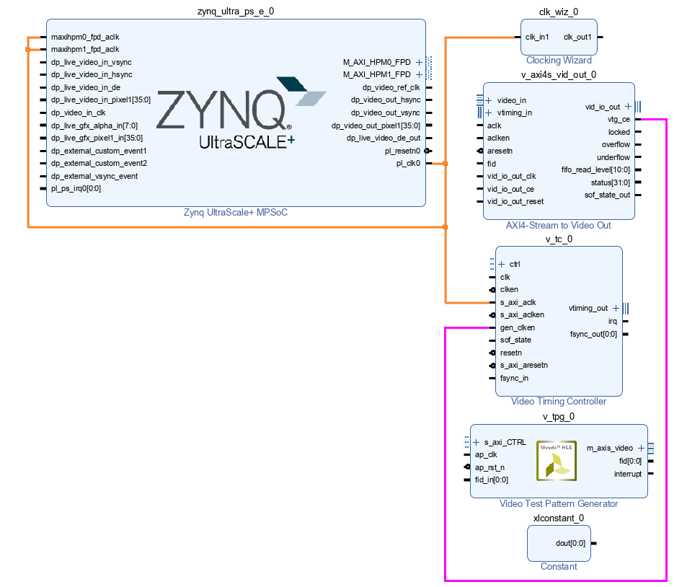 zynq_ultra_ps_e_0
maxihpm0_fpd_aclk
maxihpm1_fpd_aclk
dp_live_video_in_vsync
dp_live_video_in_hsync
dp_live_video_in_de
dp_live_video_in_pixel1[35:0]
dp_video_in_clk
dp_live_gfx_alpha_in[7:0]
dp_live_gfx_pixel1_in[35:0]
dp_external_custom_event1
dp_external_custom_event2
dp_external_vsync_event
pl_ps_irq0[0:0]
ZYNQ
UltraSCALE+
M_AXI_HPM0_FPD
M_AXI_HPM1_FPD
dp_video_ref_clk
dp_video_out_hsync
dp_video_out_vsync
dp_video_out_pixel1[35:0]
dp_live_video_de_out
pl_resetn0
pl_clk0
Zynq UltraScale+ MPSoC
clk_wiz_0
clk_in1 clk_out1
Clocking Wizard
v_axi4s_vid_out_0
video_in
vtiming_in
aclk
aclken
aresetn
fid
vid_io_out_clk
vid_io_out_ce
vid_io_out_reset
vid_io_out
vtg_ce
locked
overflow
underflow
fifo_read_level[10:0]
status[31:0]
sof_state_out
AXI4-Stream to Video Out
v_tc_0
ctrl
clk
clken
s_axi_aclk
s_axi_aclken
gen_clken
sof_state
resetn
s_axi_aresetn
fsync_in
vtiming_out
irq
fsync_out[0:0]
Video Timing Controller
v_tpg_0
s_axi_CTRL
ap_clk
ap_rst_n
fid_in[0:0]
Vivado™ HLS
m_axis_video
fid[0:0]
interrupt
Video Test Pattern Generator
xlconstant_0
dout[0:0]
Constant